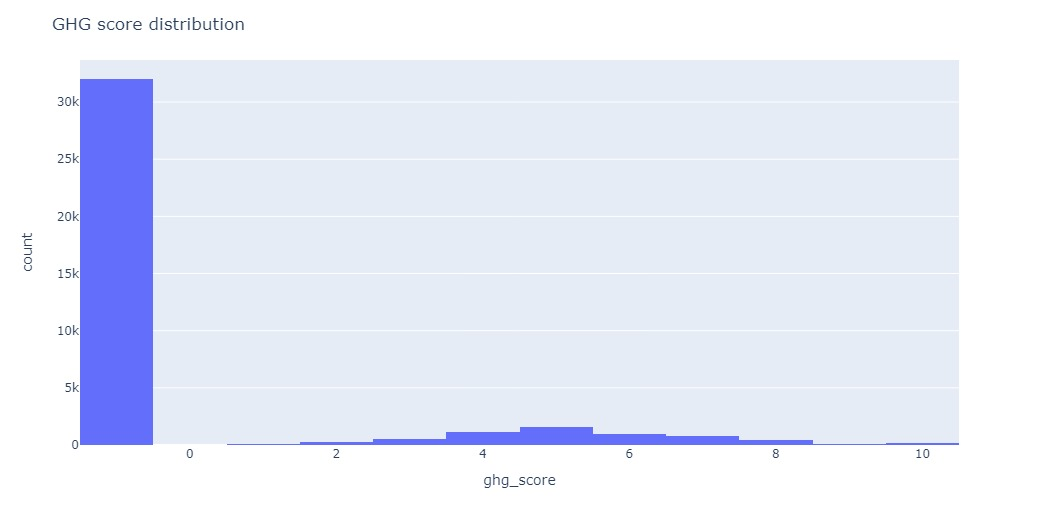 GHG score distribution
30k
25k
20k
15k
10k
5k
0
count
0 2 4 6 8 10
ghg_score